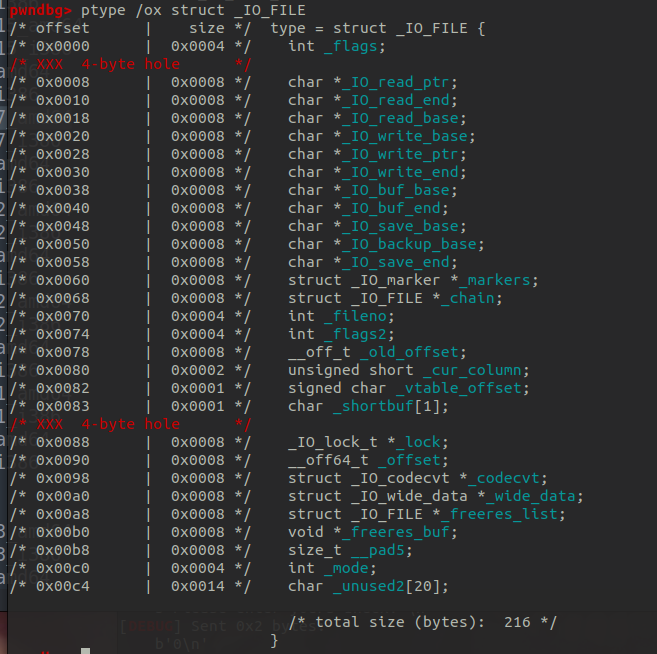 pwndbg> ptype /ox struct _IO_FILE
/* offset      |    size */  type = struct _IO_FILE {
/* 0x0000      |  0x0004 */    int _flags;
/* XXX  4-byte hole      */
/* 0x0008      |  0x0008 */    char *_IO_read_ptr;
/* 0x0010      |  0x0008 */    char *_IO_read_end;
/* 0x0018      |  0x0008 */    char *_IO_read_base;
/* 0x0020      |  0x0008 */    char *_IO_write_base;
/* 0x0028      |  0x0008 */    char *_IO_write_ptr;
/* 0x0030      |  0x0008 */    char *_IO_write_end;
/* 0x0038      |  0x0008 */    char *_IO_buf_base;
/* 0x0040      |  0x0008 */    char *_IO_buf_end;
/* 0x0048      |  0x0008 */    char *_IO_save_base;
/* 0x0050      |  0x0008 */    char *_IO_backup_base;
/* 0x0058      |  0x0008 */    char *_IO_save_end;
/* 0x0060      |  0x0008 */    struct _IO_marker *_markers;
/* 0x0068      |  0x0008 */    struct _IO_FILE *_chain;
/* 0x0070      |  0x0004 */    int _fileno;
/* 0x0074      |  0x0004 */    int _flags2;
/* 0x0078      |  0x0008 */    __off_t _old_offset;
/* 0x0080      |  0x0002 */    unsigned short _cur_column;
/* 0x0082      |  0x0001 */    signed char _vtable_offset;
/* 0x0083      |  0x0001 */    char _shortbuf[1];
/* XXX  4-byte hole      */
/* 0x0088      |  0x0008 */    _IO_lock_t *_lock;
/* 0x0090      |  0x0008 */    __off64_t _offset;
/* 0x0098      |  0x0008 */    struct _IO_codecvt *_codecvt;
/* 0x00a0      |  0x0008 */    struct _IO_wide_data *_wide_data;
/* 0x00a8      |  0x0008 */    struct _IO_FILE *_freeres_list;
/* 0x00b0      |  0x0008 */    void *_freeres_buf;
/* 0x00b8      |  0x0008 */    size_t __pad5;
/* 0x00c0      |  0x0004 */    int _mode;
/* 0x00c4      |  0x0014 */    char _unused2[20];
/* total size (bytes):  216 */
] Sent 0x2 bytes
}
b'0\n'